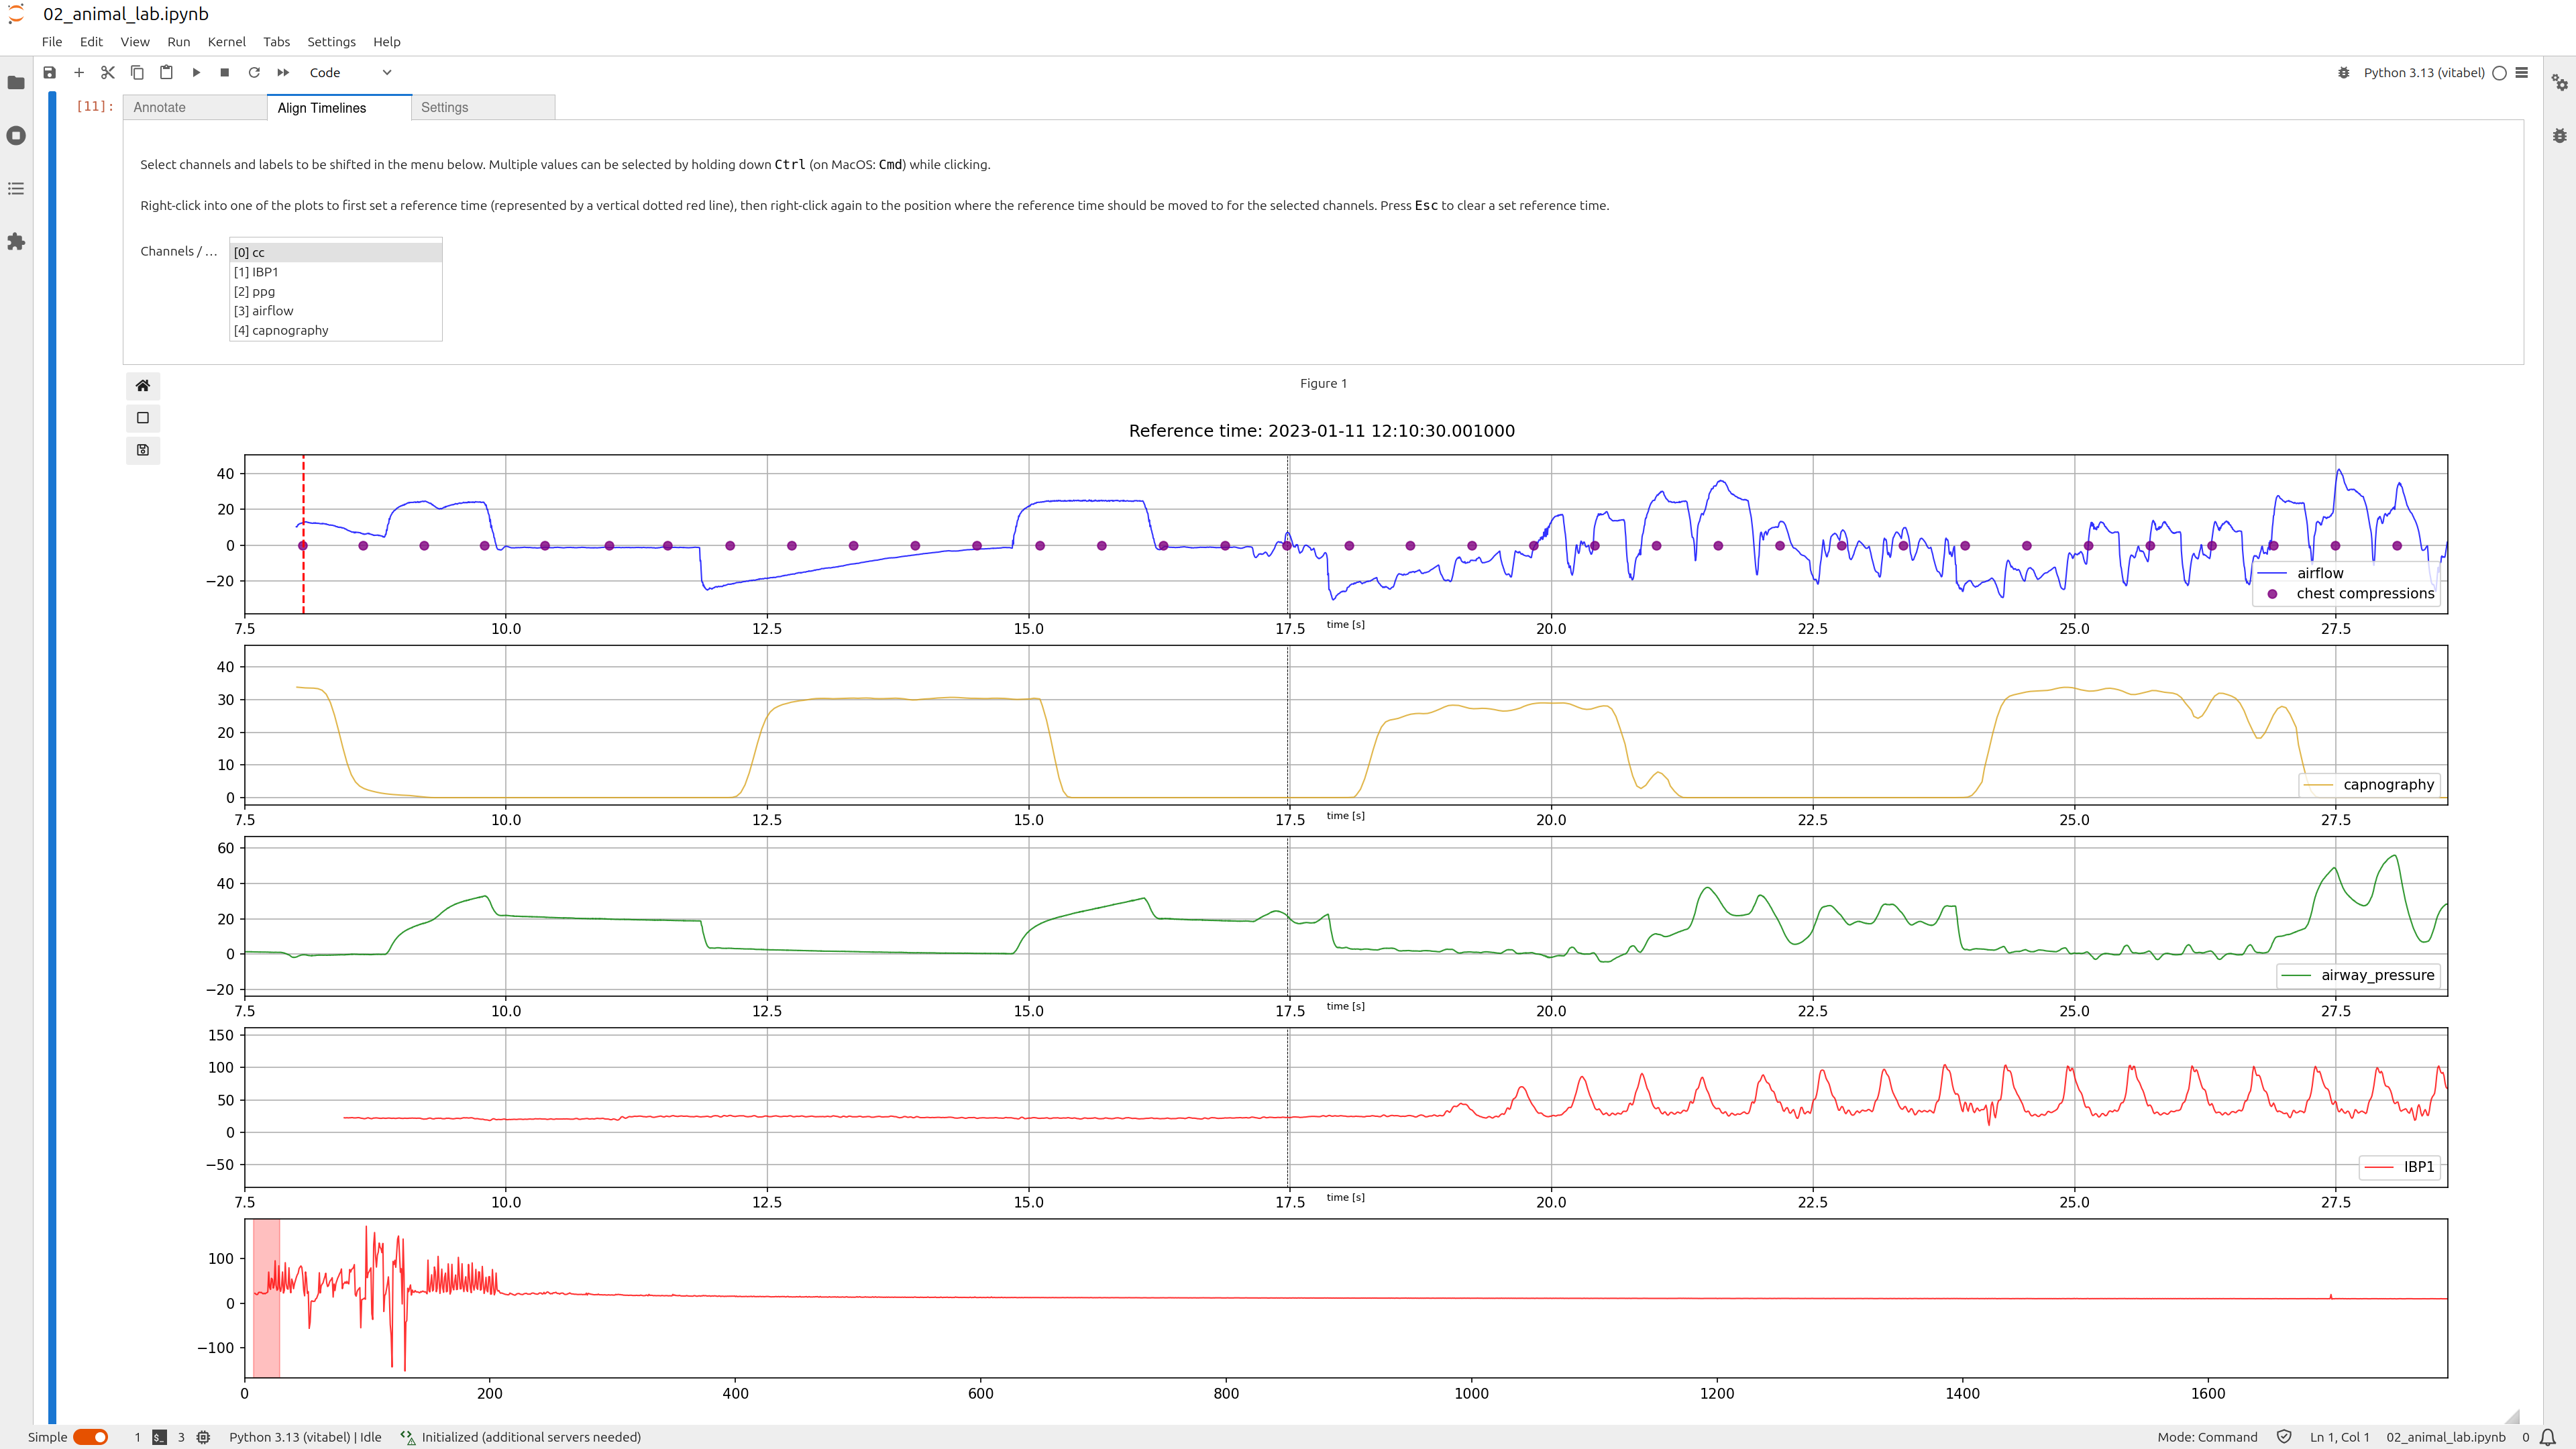 02_animal_lab.ipynb
File Edit View Run Kernel Tabs Settings Help
Code
Python 3.13 (vitabel)
[11]:
Annotate Align Timelines Settings
Select channels and labels to be shifted in the menu below. Multiple values can be selected by holding down Ctrl (on MacOS: Cmd) while clicking.
Right-click into one of the plots to first set a reference time (represented by a vertical dotted red line), then right-click again to the position where the reference time should be moved to for the selected channels. Press Esc to clear a set reference time.
Channels / …
[0] cc
[1] IBP1
[2] ppg
[3] airflow
[4] capnography
Figure 1
Reference time: 2023-01-11 12:10:30.001000
40
20
0
−20
airflow
chest compressions
7.5 10.0 12.5 15.0 17.5 time [s] 20.0 22.5 25.0 27.5
40
30
20
10
0
capnography
7.5 10.0 12.5 15.0 17.5 time [s] 20.0 22.5 25.0 27.5
60
40
20
0
−20
airway_pressure
7.5 10.0 12.5 15.0 17.5 time [s] 20.0 22.5 25.0 27.5
150
100
50
0
−50
IBP1
7.5 10.0 12.5 15.0 17.5 time [s] 20.0 22.5 25.0 27.5
100
0
−100
0 200 400 600 800 1000 1200 1400 1600
Simple 1 3 Python 3.13 (vitabel) | Idle Initialized (additional servers needed) Mode: Command Ln 1, Col 1 02_animal_lab.ipynb 0